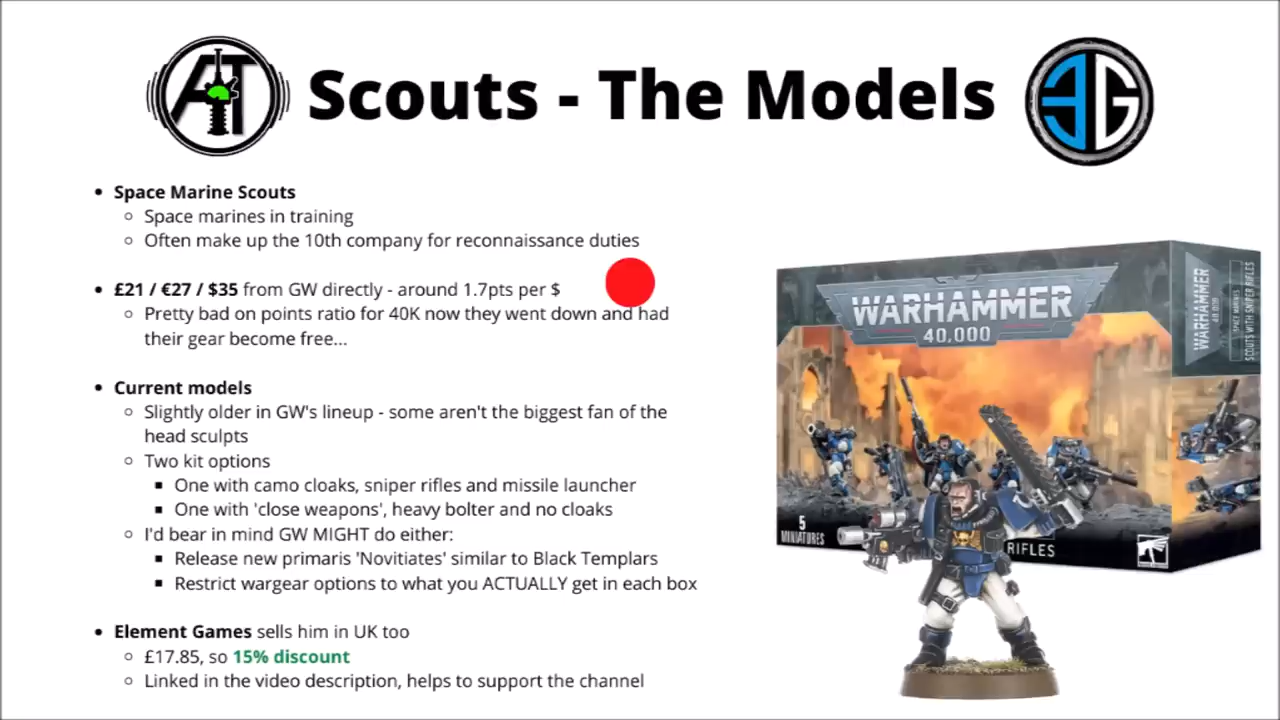 AT
Scouts - The Models
EG
Space Marine Scouts
Space marines in training
Often make up the 10th company for reconnaissance duties
£21 / €27 / $35 from GW directly - around 1.7pts per $
Pretty bad on points ratio for 40K now they went down and had
their gear become free...
Current models
Slightly older in GW's lineup - some aren't the biggest fan of the
head sculpts
Two kit options
One with camo cloaks, sniper rifles and missile launcher
One with 'close weapons', heavy bolter and no cloaks
I'd bear in mind GW MIGHT do either:
Release new primaris 'Novitiates' similar to Black Templars
Restrict wargear options to what you ACTUALLY get in each box
Element Games sells him in UK too
£17.85, so 15% discount
Linked in the video description, helps to support the channel
WARHAMMER
40,000
5
MINIATURES
RIFLES
WARHAMMER
40,000
SPACE MARINES
SCOUTS WITH SNIPER RIFLES